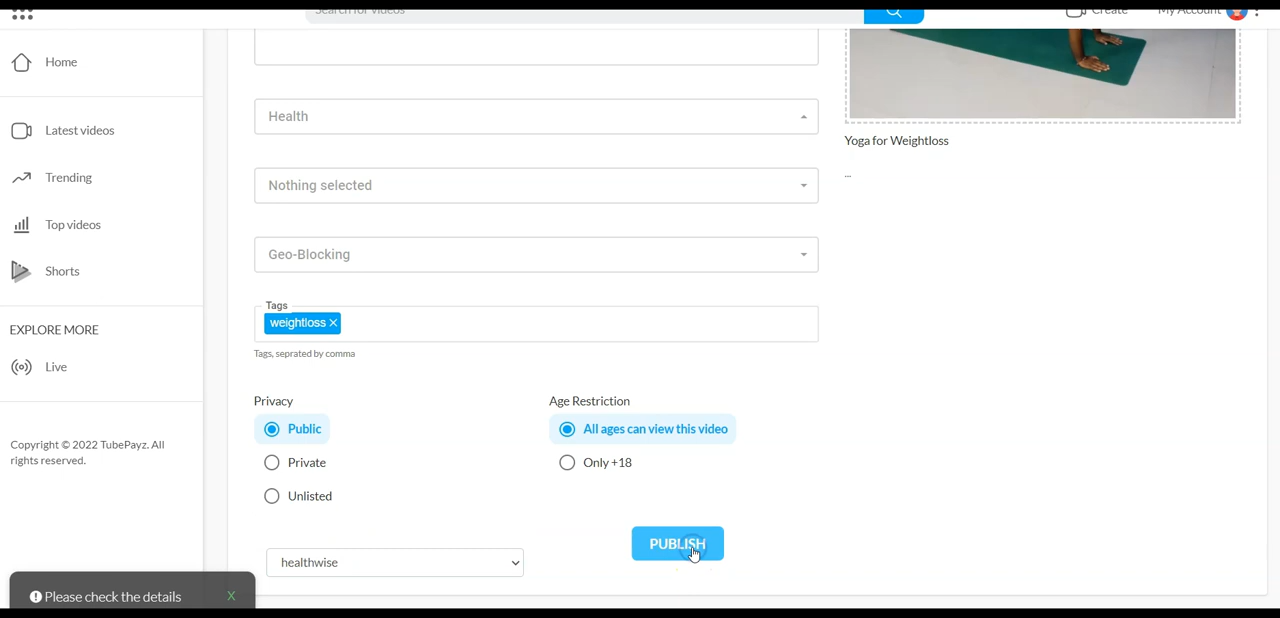 Search for videos
Create
My Account
Home
Health
Latest videos
Yoga for Weightloss
...
Trending
Nothing selected
Top videos
Geo-Blocking
Shorts
Tags
weightloss ×
EXPLORE MORE
Tags, seprated by comma
Live
Privacy
Age Restriction
Public
All ages can view this video
Copyright © 2022 TubePayz. All
rights reserved.
Private
Only +18
Unlisted
PUBLISH
healthwise
Please check the details X